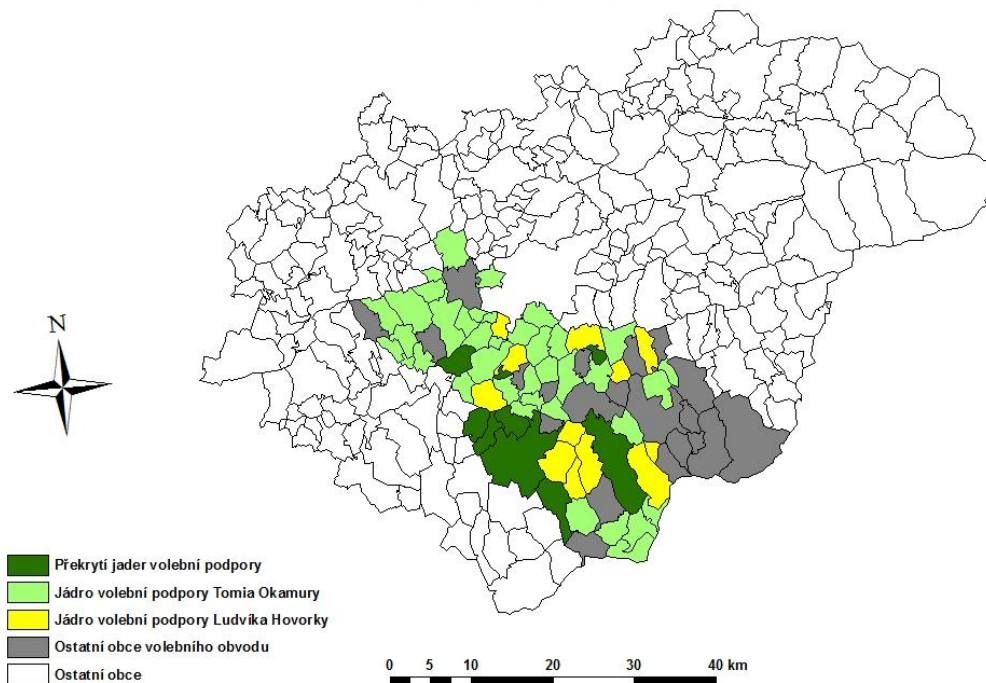 N
Překrytí jader volební podpory
Jádro volební podpory Tomia Okamury
Jádro volební podpory Ludvíka Hovorky
Ostatní obce volebního obvodu
Ostatní obce
0 5 10 20 30 40 km